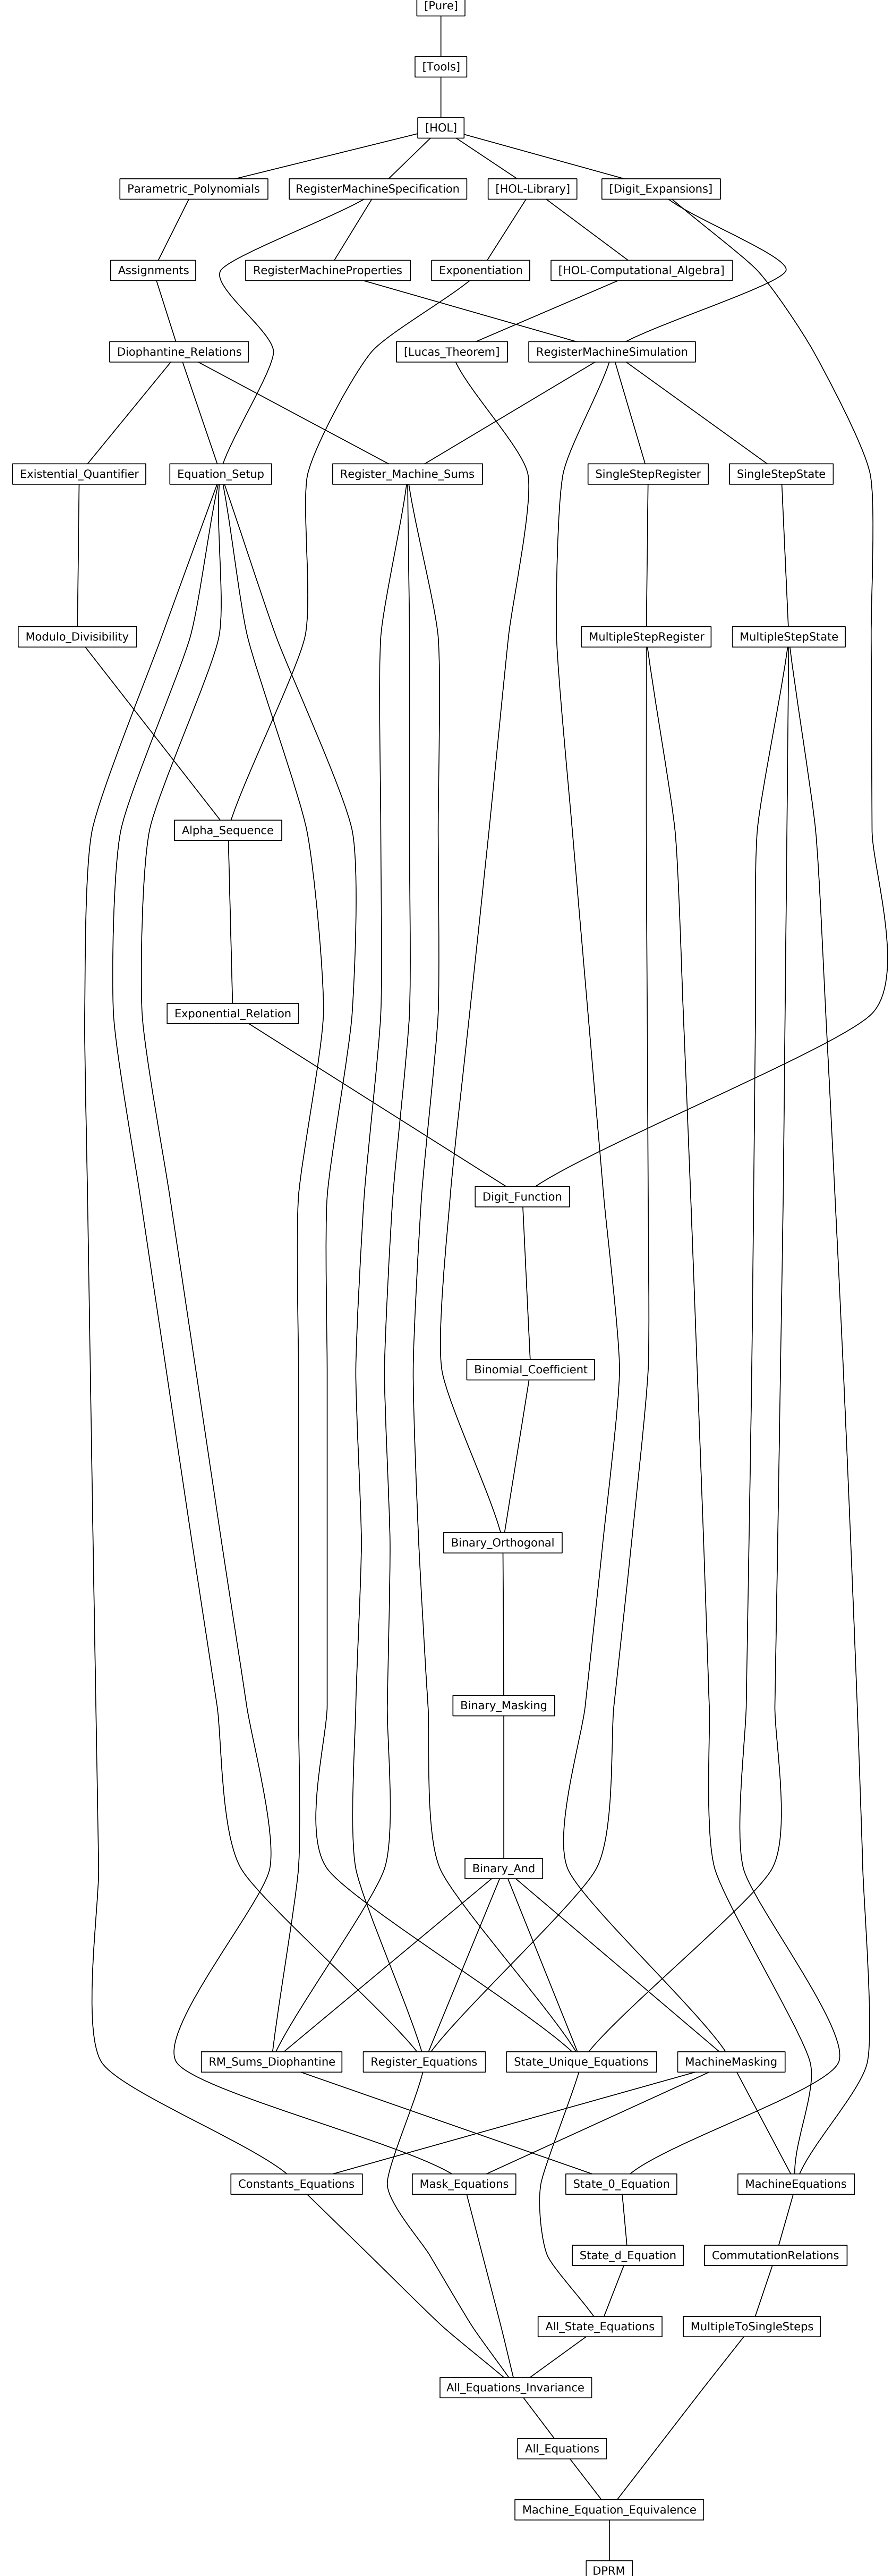 [Pure]
[Tools]
[HOL]
Parametric_Polynomials
RegisterMachineSpecification
[HOL-Library]
[Digit_Expansions]
Assignments
RegisterMachineProperties
Exponentiation
[HOL-Computational_Algebra]
Diophantine_Relations
[Lucas_Theorem]
RegisterMachineSimulation
Existential_Quantifier
Equation_Setup
Register_Machine_Sums
SingleStepRegister
SingleStepState
Modulo_Divisibility
MultipleStepRegister
MultipleStepState
Alpha_Sequence
Exponential_Relation
Digit_Function
Binomial_Coefficient
Binary_Orthogonal
Binary_Masking
Binary_And
RM_Sums_Diophantine
Register_Equations
State_Unique_Equations
MachineMasking
Constants_Equations
Mask_Equations
State_0_Equation
MachineEquations
State_d_Equation
CommutationRelations
All_State_Equations
MultipleToSingleSteps
All_Equations_Invariance
All_Equations
Machine_Equation_Equivalence
DPRM